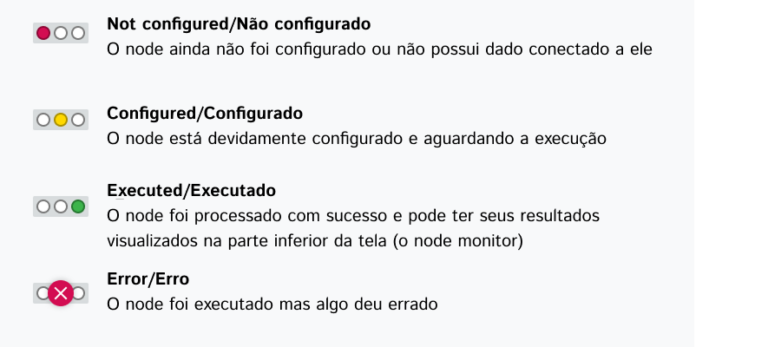 Not configured/Não configurado
O node ainda não foi configurado ou não possui dado conectado a ele
Configured/Configurado
O node está devidamente configurado e aguardando a execução
Executed/Executado
O node foi processado com sucesso e pode ter seus resultados
visualizados na parte inferior da tela (o node monitor)
Error/Erro
O node foi executado mas algo deu errado